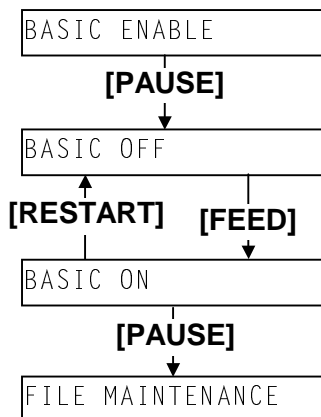 BASIC ENABLE
[PAUSE]
BASIC OFF
[RESTART] [FEED]
BASIC ON
[PAUSE]
FILE MAINTENANCE